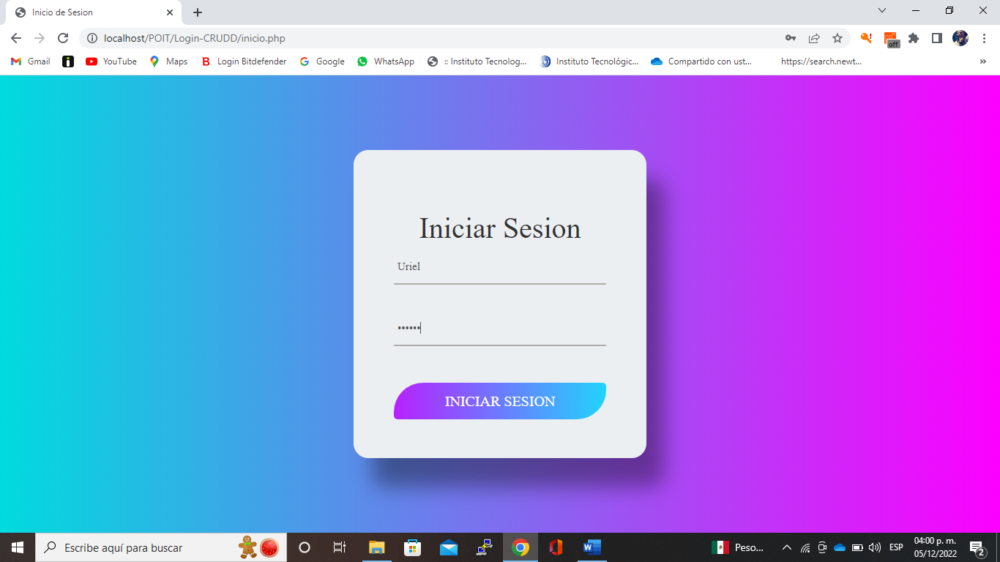 Inicio de Sesion
localhost/POIT/Login-CRUDD/inicio.php
off
Gmail
YouTube
Maps
B Login Bitdefender
G Google
WhatsApp
:: Instituto Tecnolog...
Instituto Tecnológic...
Compartido con ust...
https://search.newt...
»
Iniciar Sesion
Uriel
••••••
INICIAR SESION
Escribe aquí para buscar
Peso...
ESP
04:00 p. m.
05/12/2022
2